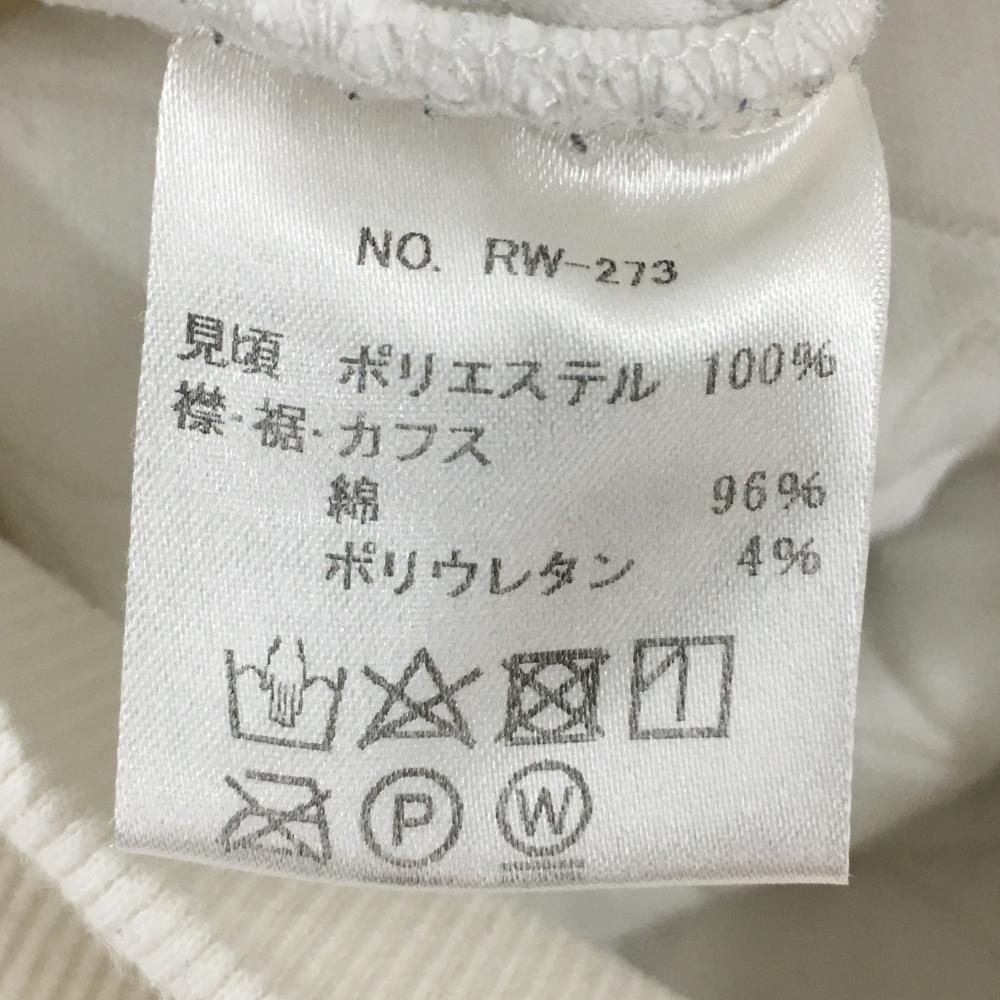 NO. RW-273
見頃 ポリエステル 100%
襟・裾・カフス
綿 96%
ポリウレタン 4%
P W